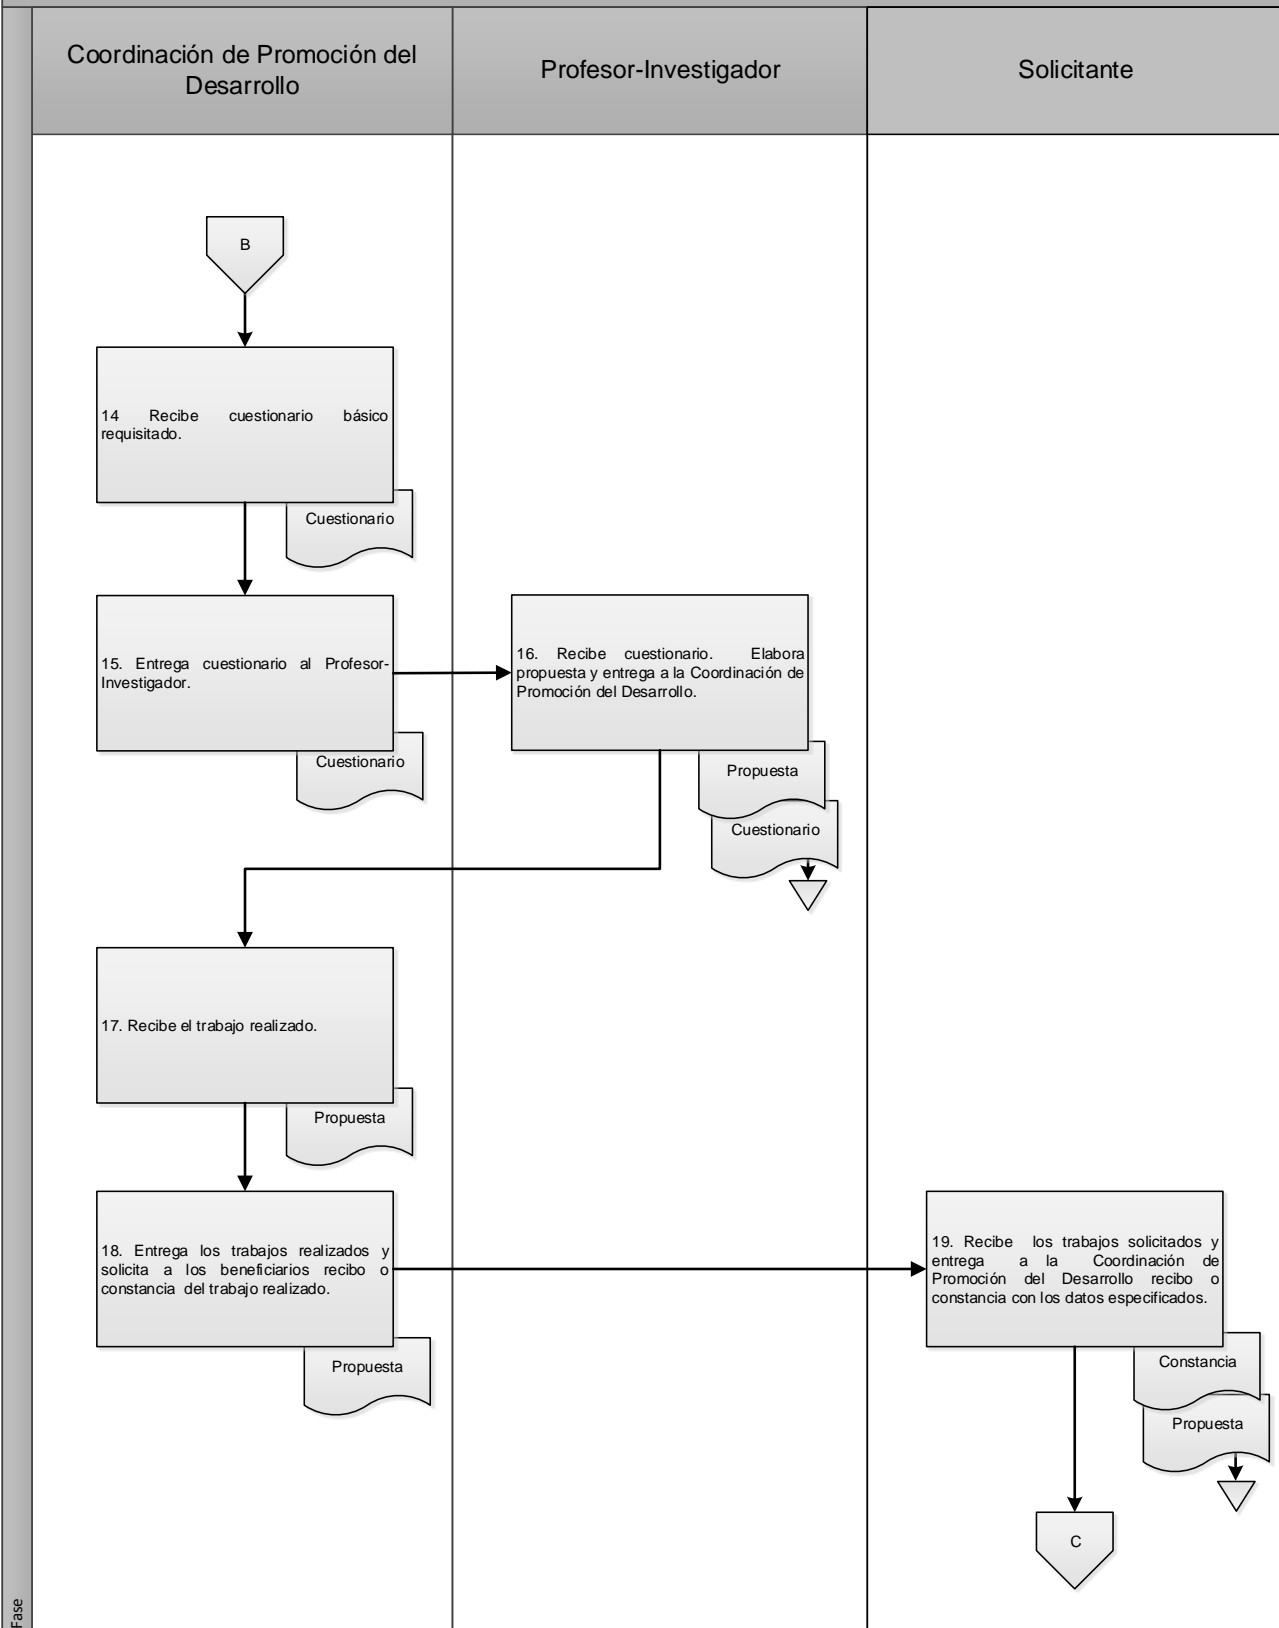 Coordinación de Promoción del
Desarrollo
Profesor-Investigador
Solicitante
B
14 Recibe cuestionario básico
requisitado.
Cuestionario
15. Entrega cuestionario al Profesor-
Investigador.
Cuestionario
16. Recibe cuestionario. Elabora
propuesta y entrega a la Coordinación de
Promoción del Desarrollo.
Propuesta
Cuestionario
17. Recibe el trabajo realizado.
Propuesta
18. Entrega los trabajos realizados y
solicita a los beneficiarios recibo o
constancia del trabajo realizado.
Propuesta
19. Recibe los trabajos solicitados y
entrega a la Coordinación de
Promoción del Desarrollo recibo o
constancia con los datos especificados.
Constancia
Propuesta
C
Fase